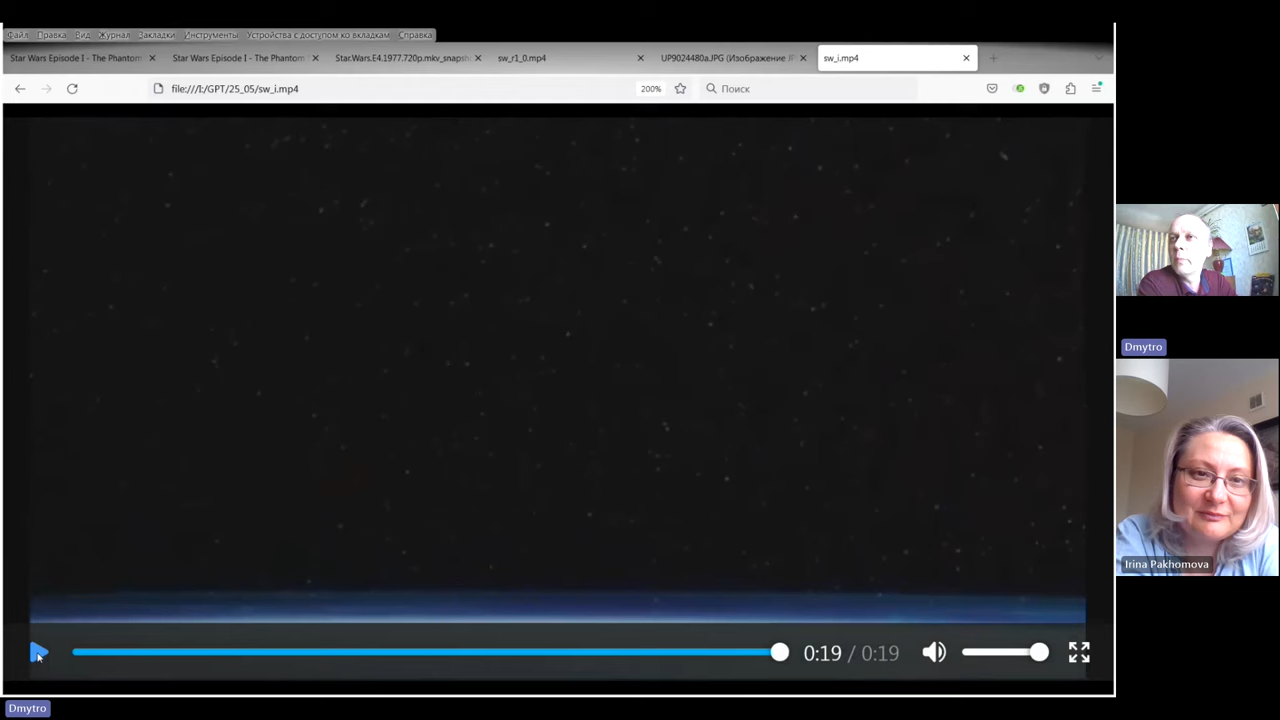 Файл Правка Вид Журнал Закладки Инструменты Устройства с доступом ко вкладкам Справка
Star Wars Episode I - The Phantom
Star Wars Episode I - The Phantom
Star.Wars.E4.1977.720p.mkv_snapsh
sw_r1_0.mp4
UP9024480a.JPG (Изображение
sw_i.mp4
file:///I:/GPT/25_05/sw_i.mp4
200%
Поиск
0:19 / 0:19
Dmytro
Irina Pakhomova
Dmytro